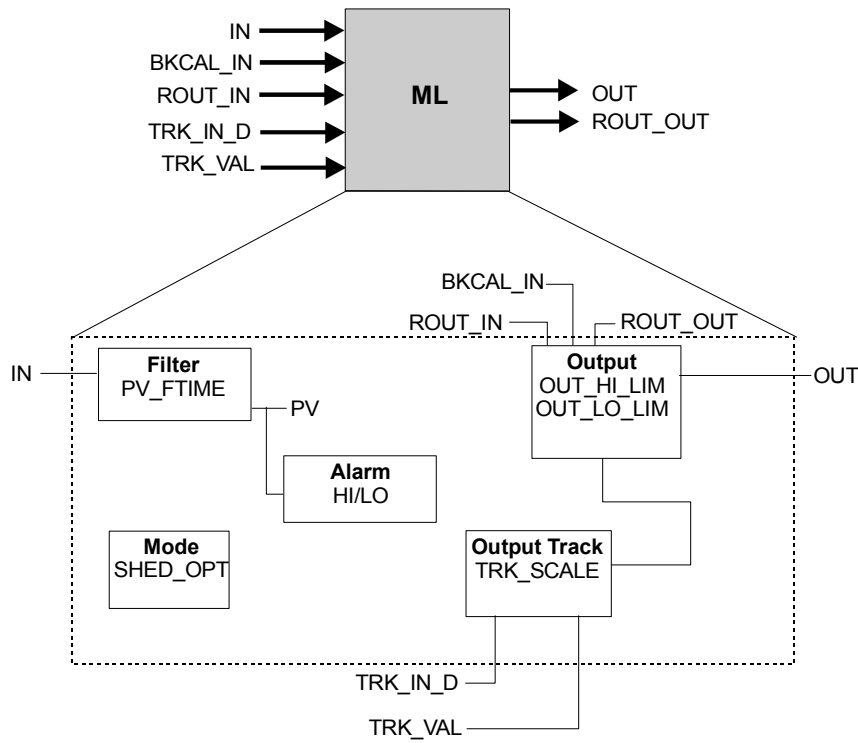 IN
BKCAL_IN
ROUT_IN
TRK_IN_D
TRK_VAL
ML
OUT
ROUT_OUT
BKCAL_IN
ROUT_IN
ROUT_OUT
IN
Filter
PV_FTIME
PV
Alarm
HI/LO
Output
OUT_HI_LIM
OUT_LO_LIM
OUT
Mode
SHED_OPT
Output Track
TRK_SCALE
TRK_IN_D
TRK_VAL